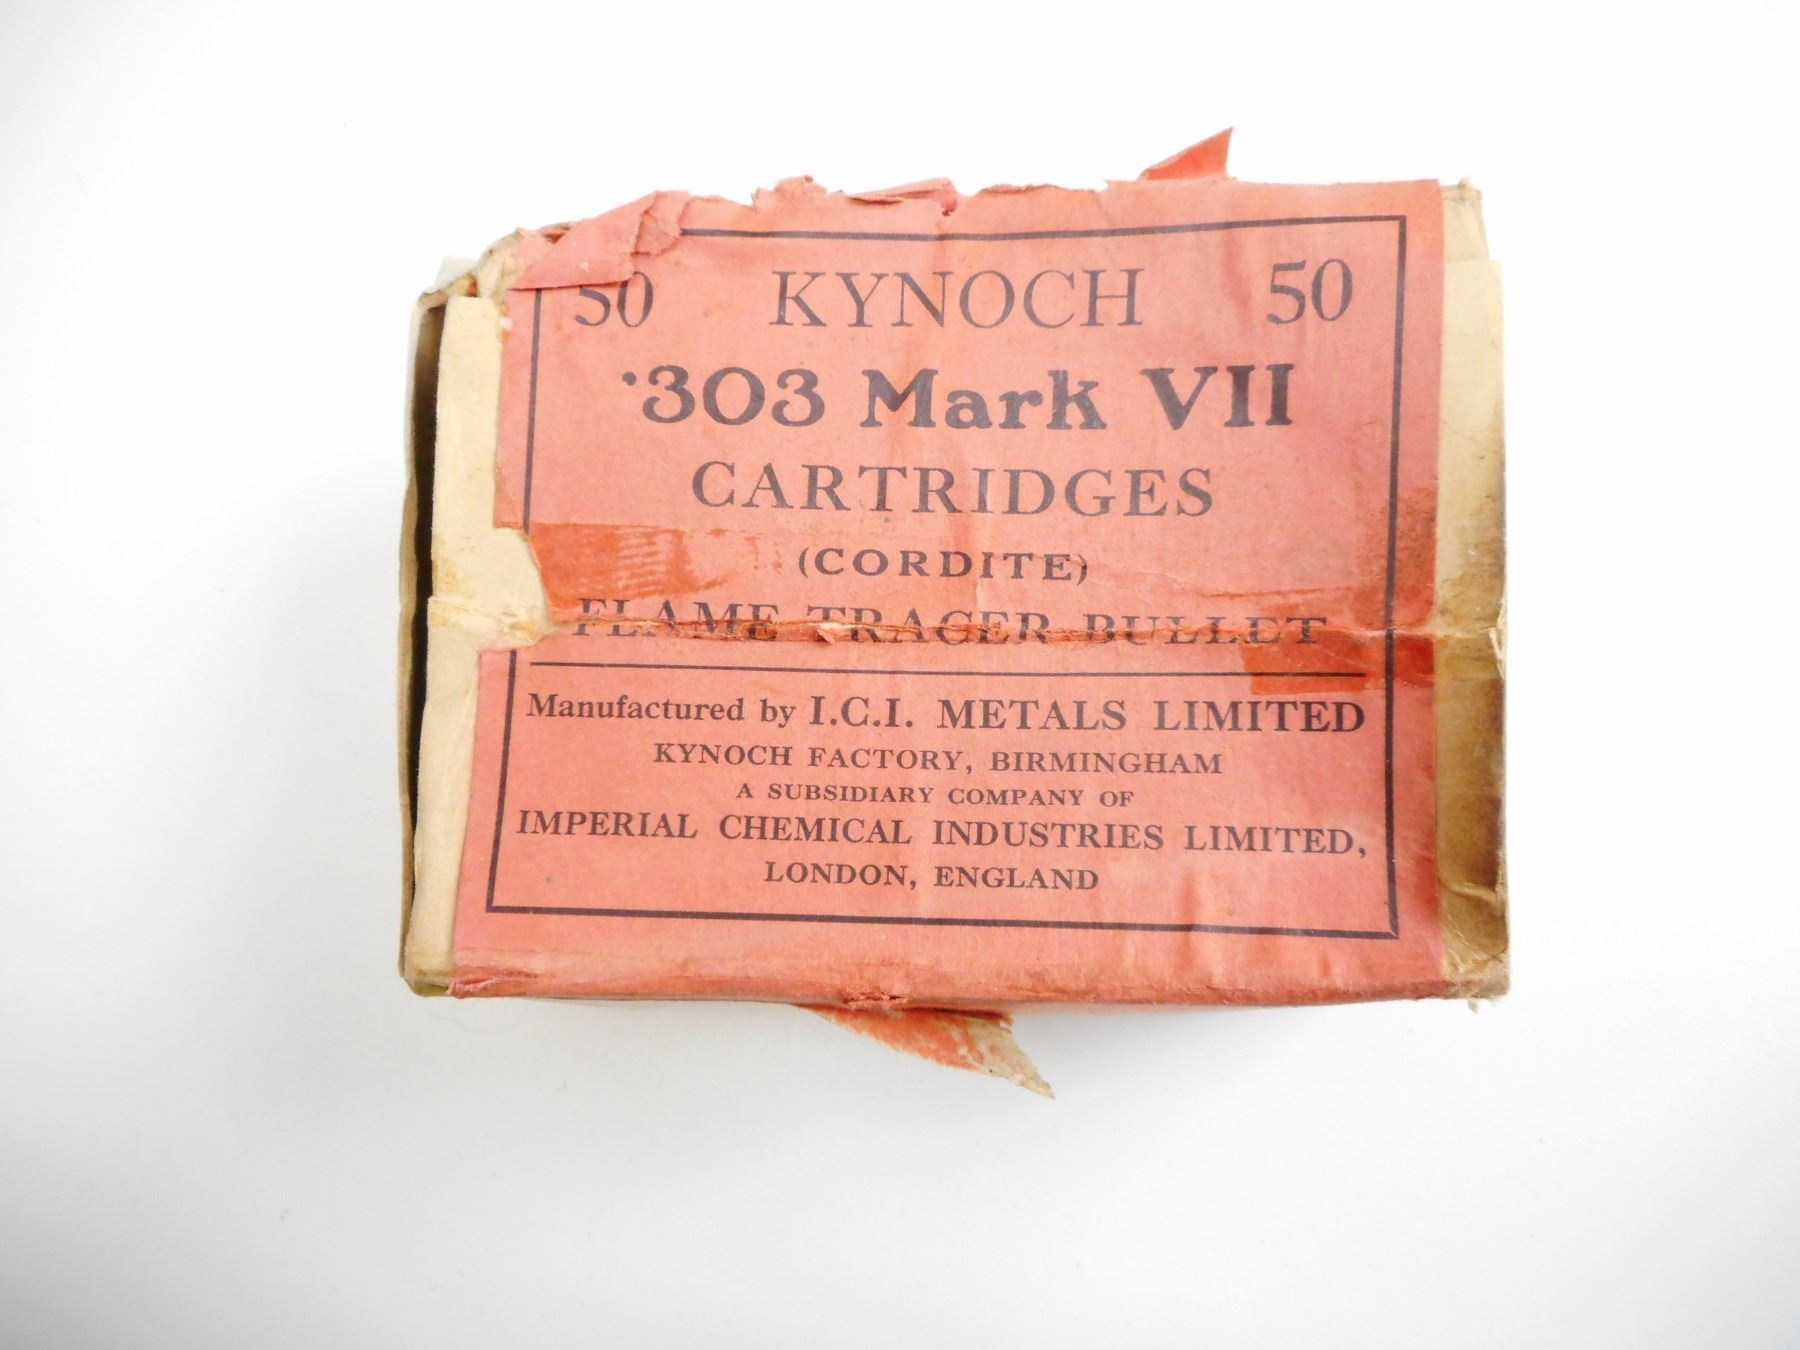 50 KYNOCH 50
·303 Mark VII
CARTRIDGES
(CORDITE)
FLAME TRACER BULLET
Manufactured by I.C.I. METALS LIMITED
KYNOCH FACTORY, BIRMINGHAM
A SUBSIDIARY COMPANY OF
IMPERIAL CHEMICAL INDUSTRIES LIMITED,
LONDON, ENGLAND